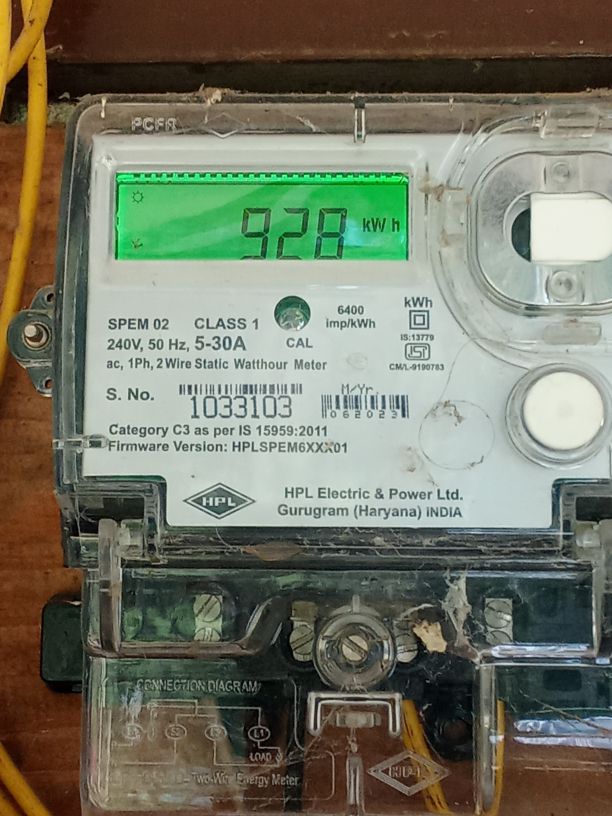 PCFR
928 kWh
SPEM 02 CLASS 1
240V, 50 Hz, 5-30A
ac, 1Ph, 2 Wire Static Watthour Meter
CAL
6400
imp/kWh
kWh
IS:13779
CM/L-9190783
S. No.
1033103
M/Yr.
062023
Category C3 as per IS 15959:2011
Firmware Version: HPLSPEM6XXX01
HPL
HPL Electric & Power Ltd.
Gurugram (Haryana) INDIA
CONNECTION DIAGRAM
LOAD
Two-Wire Energy Meter
HPL